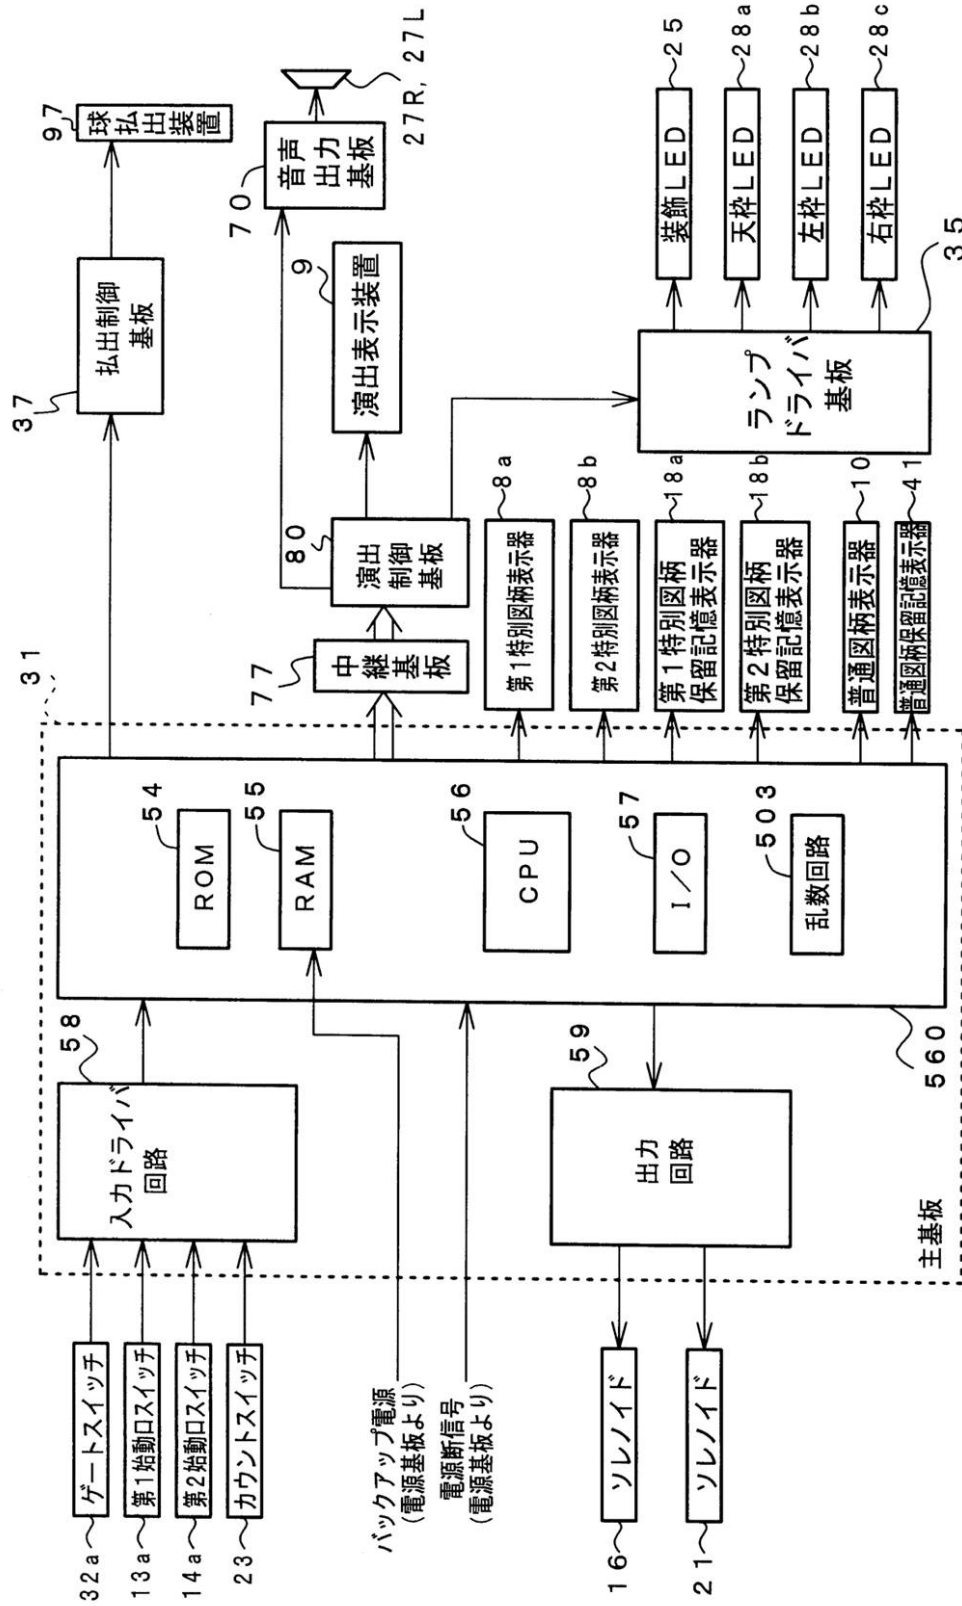 31
主基板
32a
ゲートスイッチ
13a
第1始動口スイッチ
14a
第2始動口スイッチ
23
カウントスイッチ
58
入力ドライバ
回路
バックアップ電源
(電源基板より)
電源断信号
(電源基板より)
16
ソレノイド
21
ソレノイド
59
出力
回路
560
54
ROM
55
RAM
56
CPU
57
I/O
503
乱数回路
37
払出制御
基板
97
球
払出装置
77
中継
基板
80
演出
制御
基板
70
音声
出力
基板
27R, 27L
9
演出表示装置
第1特別図柄表示器
8a
第2特別図柄表示器
8b
第1特別図柄
保留記憶表示器
18a
第2特別図柄
保留記憶表示器
18b
普通図柄表示器
10
普通図柄保留記憶表示器
41
ランプ
ドライバ
基板
35
装飾LED
25
天枠LED
28a
左枠LED
28b
右枠LED
28c